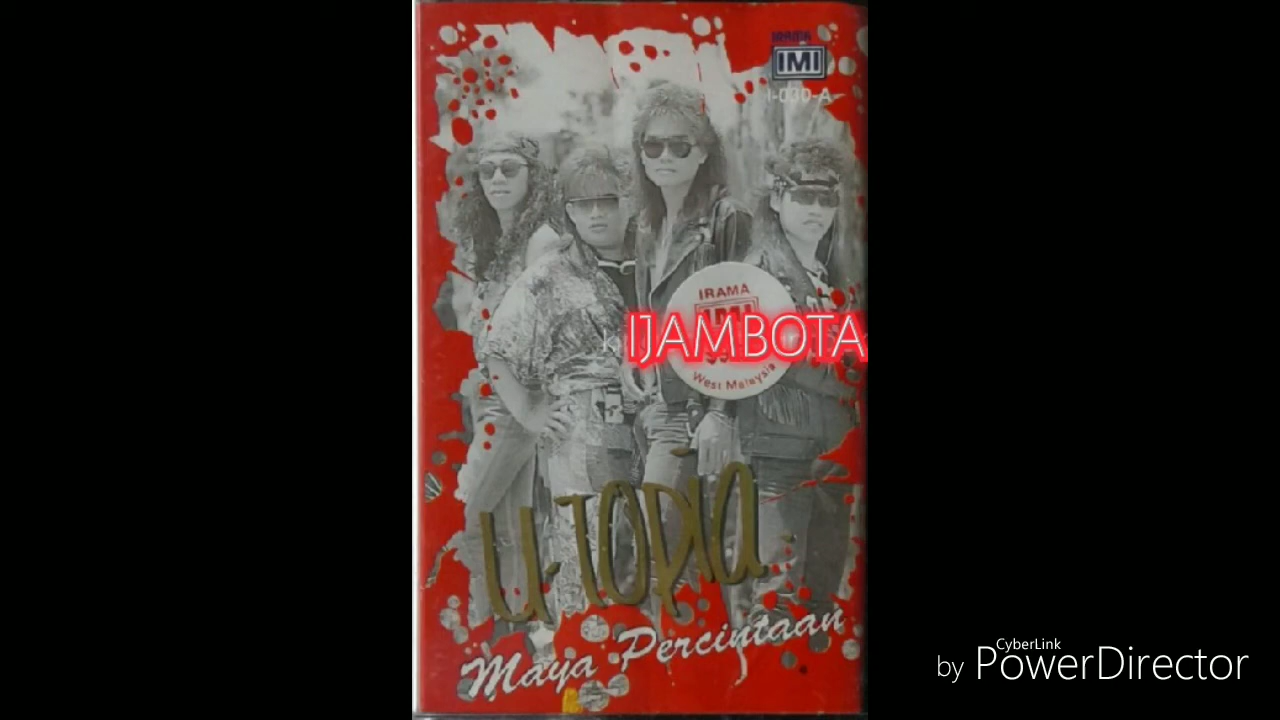 IRAMA
IMI
I-030-A
IRAMA
IJAMBOTA
West Malaysia
U-TOPIA
Maya Percintaan
CyberLink
by PowerDirector